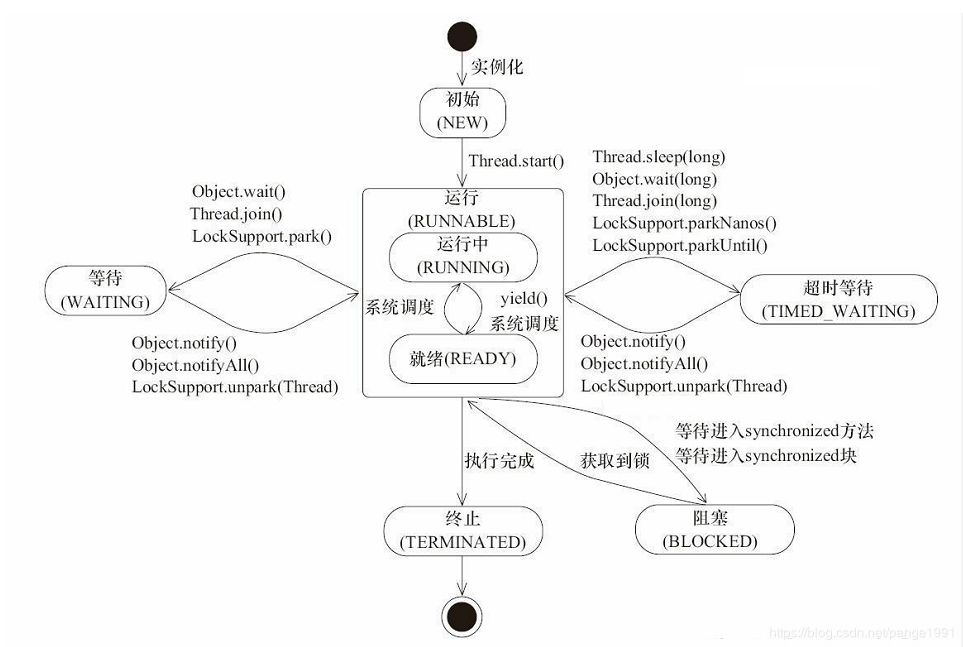 实例化
初始
(NEW)
Thread.start()
Thread.sleep(long)
Object.wait(long)
Thread.join(long)
LockSupport.parkNanos()
LockSupport.parkUntil()
Object.wait()
Thread.join()
LockSupport.park()
运行
(RUNNABLE)
运行中
(RUNNING)
等待
(WAITING)
超时等待
(TIMED_WAITING)
系统调度
yield()
系统调度
就绪(READY)
Object.notify()
Object.notifyAll()
LockSupport.unpark(Thread)
Object.notify()
Object.notifyAll()
LockSupport.unpark(Thread)
等待进入synchronized方法
等待进入synchronized块
执行完成
获取到锁
终止
(TERMINATED)
阻塞
(BLOCKED)
https://blog.csdn.net/pange1991